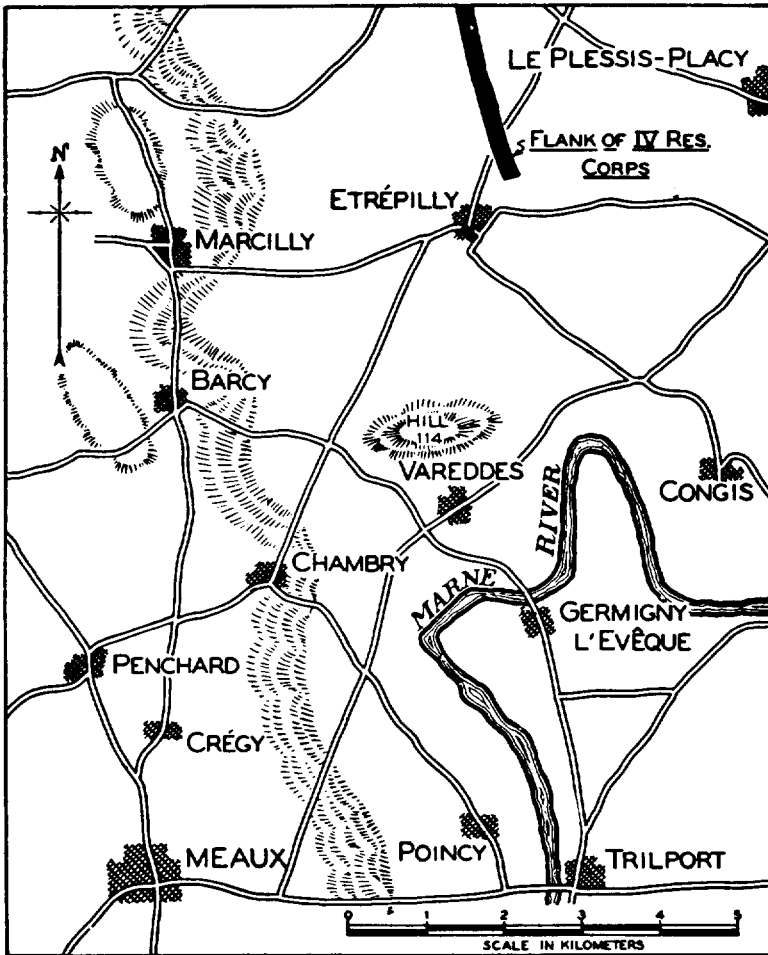 LE PLESSIS-PLACY
FLANK OF IV RES.
CORPS
N
ETRÉPILLY
MARCILLY
BARCY
HILL
114
VAREDDES
RIVER
CONGIS
CHAMBRY
MARNE
GERMIGNY
L'EVÊQUE
PENCHARD
CRÉGY
MEAUX
POINCY
TRILPORT
0 1 2 3 4 5
SCALE IN KILOMETERS